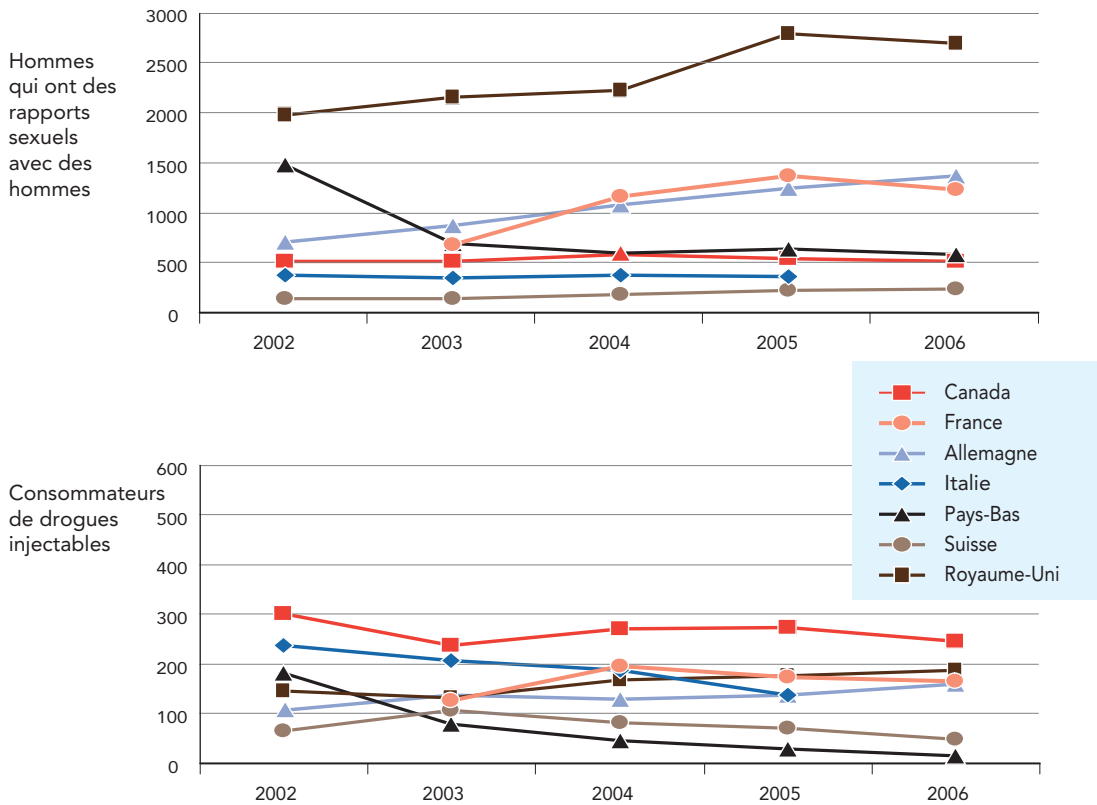 Hommes
qui ont des
rapports
sexuels
avec des
hommes
3000
2500
2000
1500
1000
500
0
2002 2003 2004 2005 2006
Canada
France
Allemagne
Italie
Pays-Bas
Suisse
Royaume-Uni
Consommateurs
de drogues
injectables
600
500
400
300
200
100
0
2002 2003 2004 2005 2006